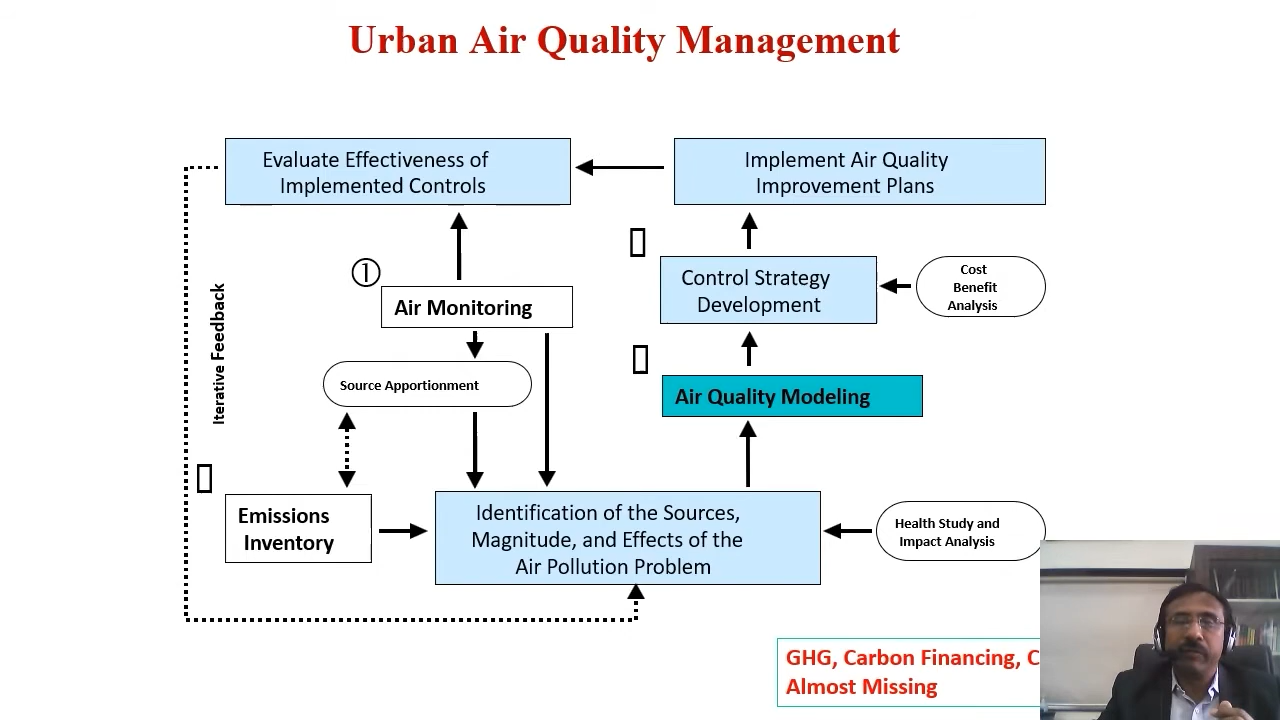 Urban Air Quality Management
Evaluate Effectiveness of
Implemented Controls
Implement Air Quality
Improvement Plans
①
Air Monitoring
Control Strategy
Development
Cost
Benefit
Analysis
Iterative Feedback
Source Apportionment
Air Quality Modeling
Emissions
Inventory
Identification of the Sources,
Magnitude, and Effects of the
Air Pollution Problem
Health Study and
Impact Analysis
GHG, Carbon Financing,
Almost Missing